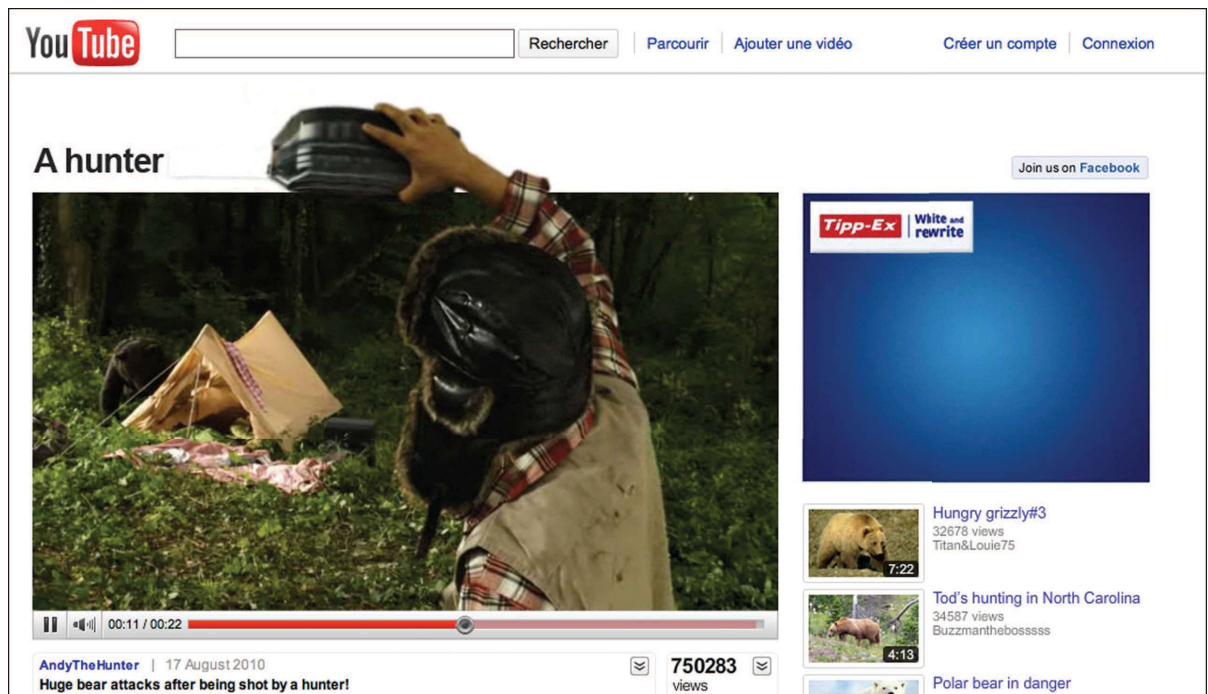 YouTube
Rechercher
Parcourir
Ajouter une vidéo
Créer un compte
Connexion
A hunter
Join us on Facebook
Tipp-Ex
White and
rewrite
00:11 / 00:22
AndyTheHunter | 17 August 2010
Huge bear attacks after being shot by a hunter!
750283
views
Hungry grizzly#3
32678 views
Titan&Louie75
7:22
Tod's hunting in North Carolina
34587 views
Buzzmanthebosssss
4:13
Polar bear in danger